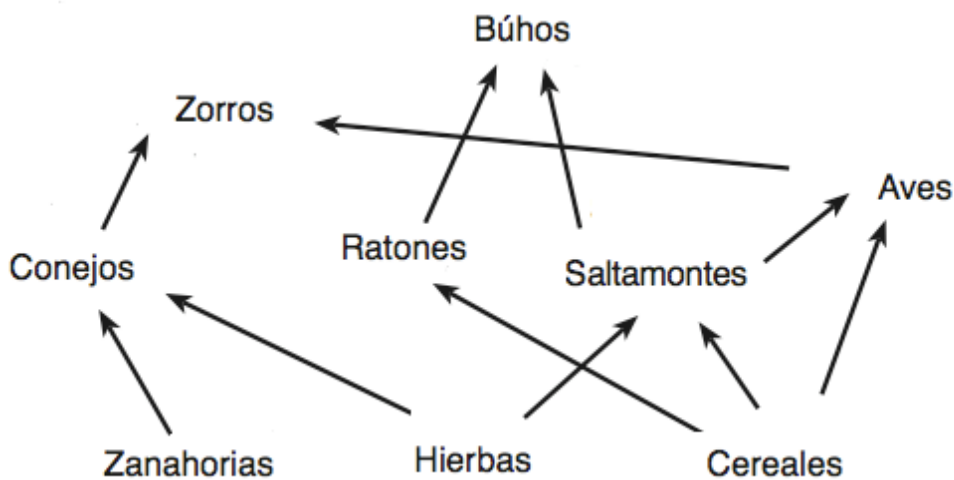 Búhos
Zorros
Aves
Ratones
Conejos
Saltamontes
Zanahorias
Hierbas
Cereales